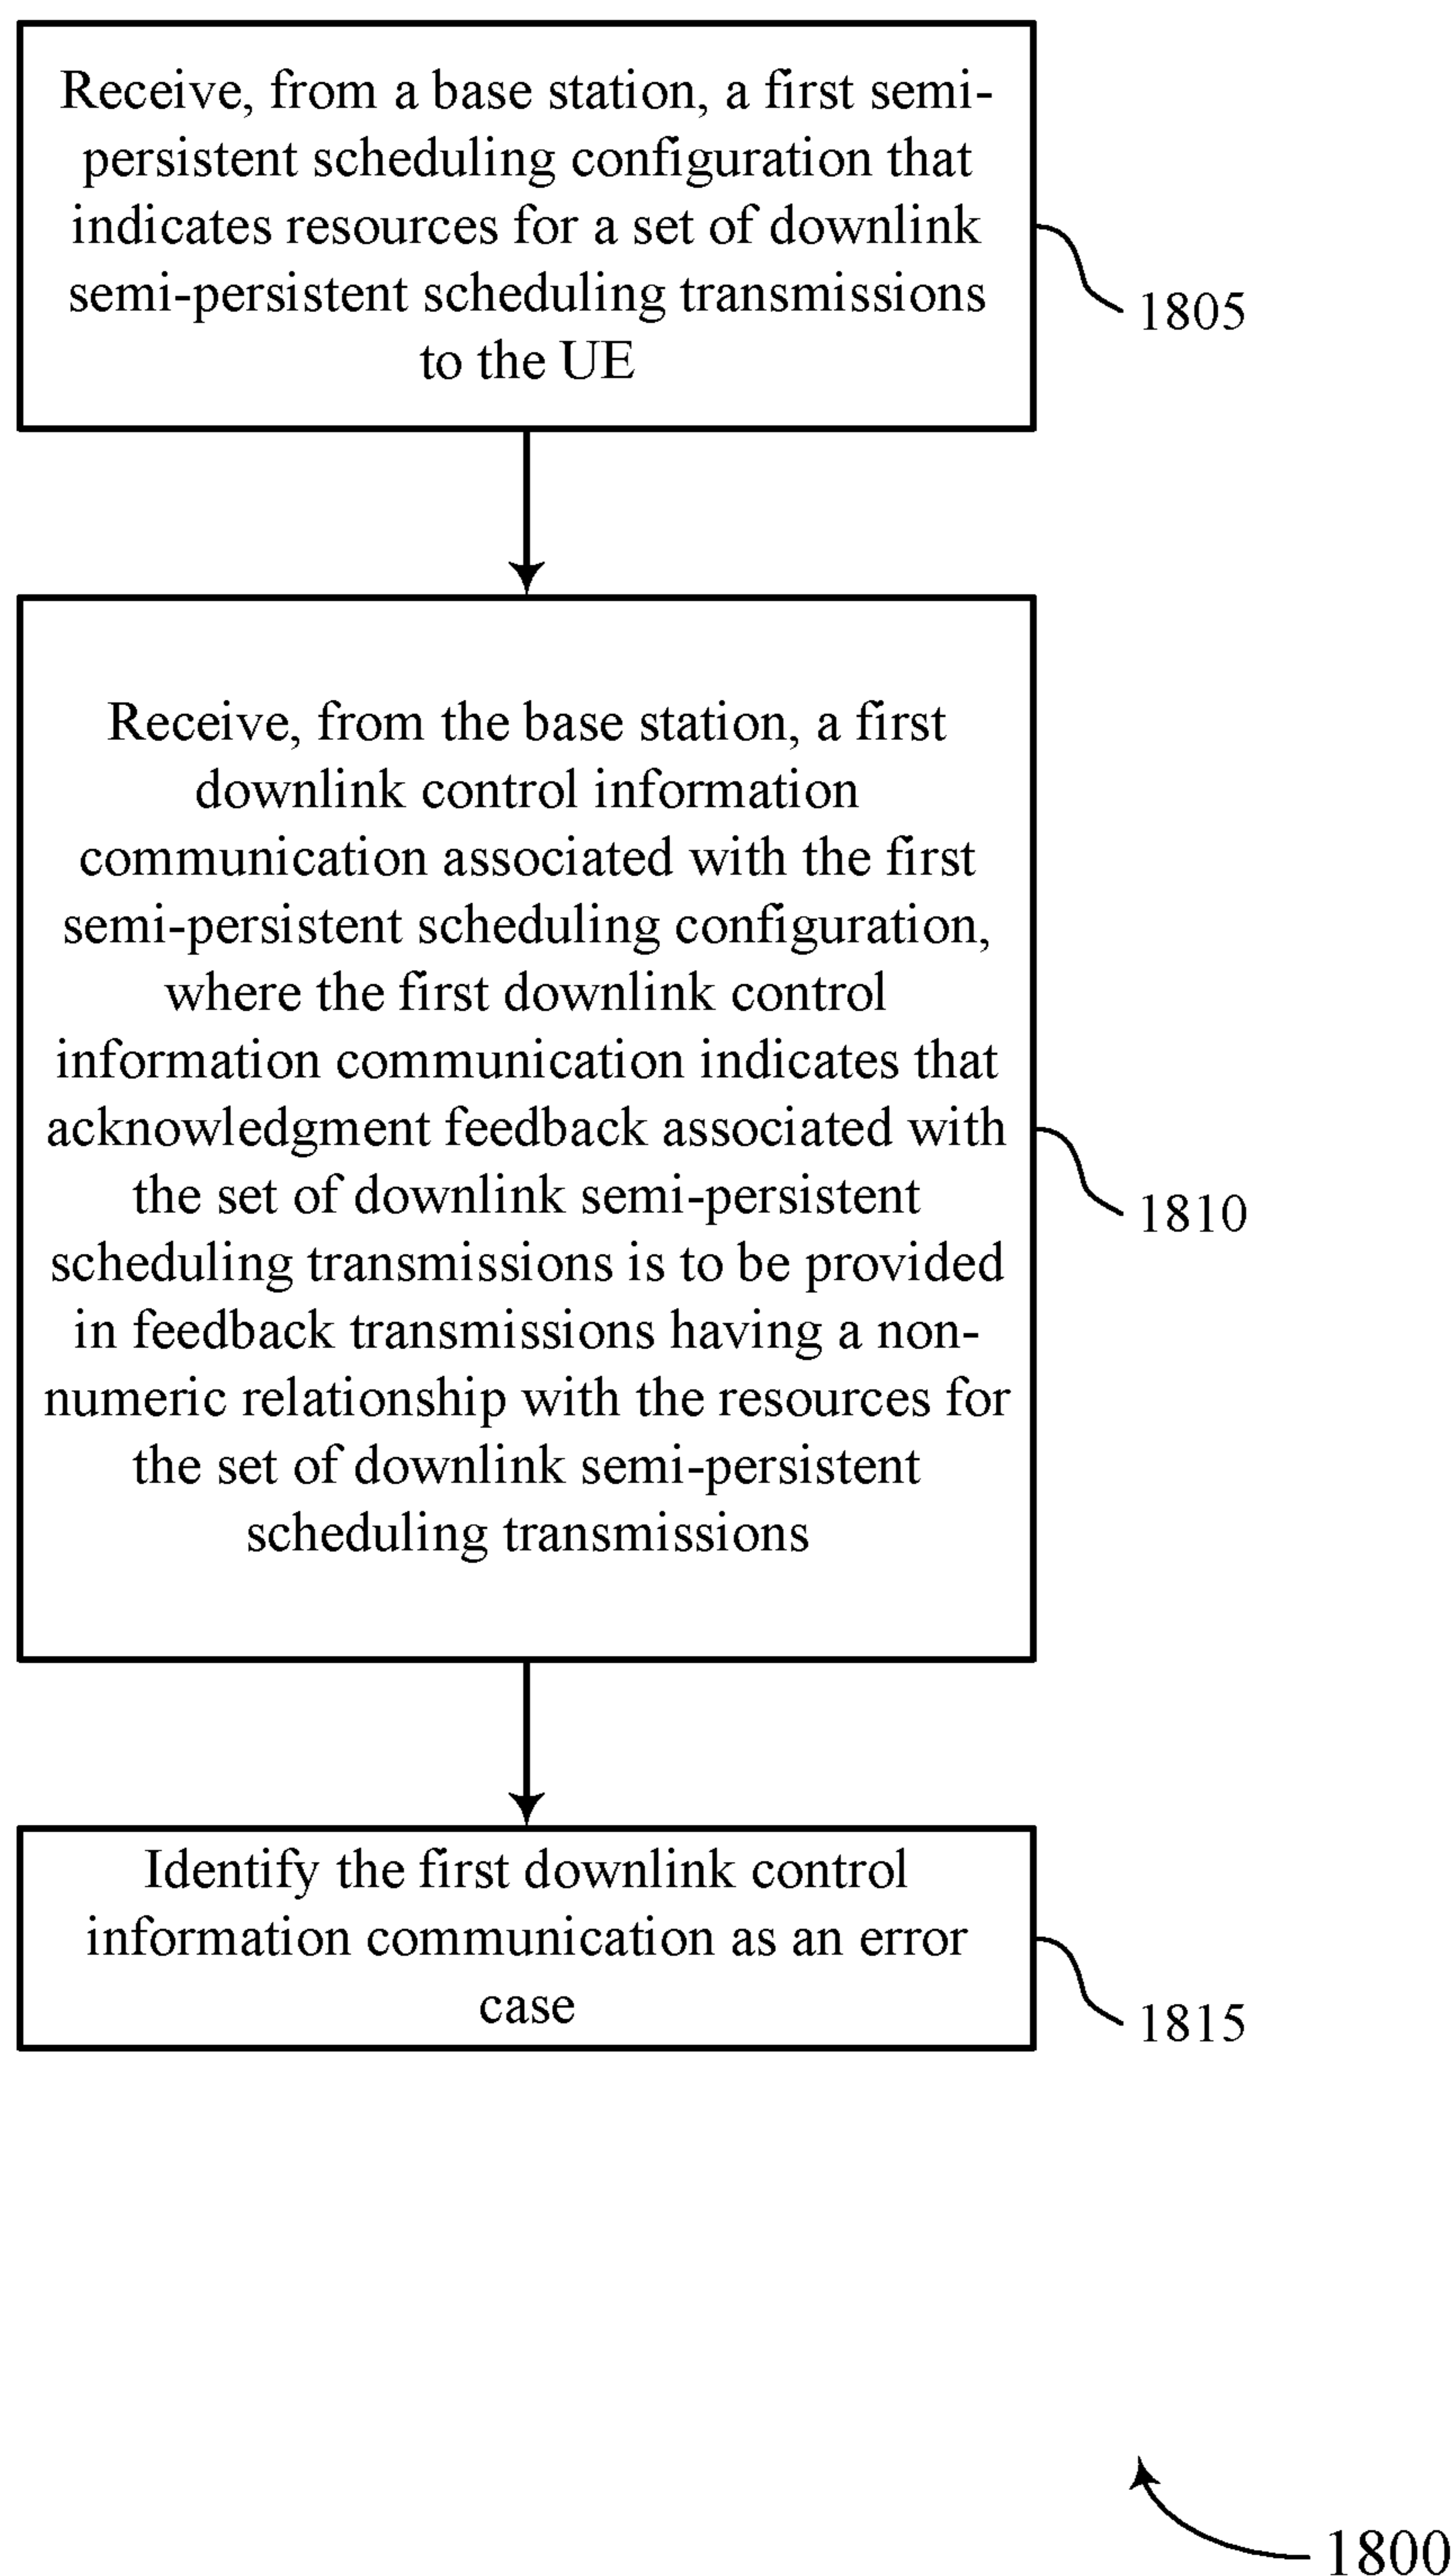 Receive, from a base station, a first semi-
persistent scheduling configuration that
indicates resources for a set of downlink
semi-persistent scheduling transmissions
to the UE
1805
Receive, from the base station, a first
downlink control information
communication associated with the first
semi-persistent scheduling configuration,
where the first downlink control
information communication indicates that
acknowledgment feedback associated with
the set of downlink semi-persistent
scheduling transmissions is to be provided
in feedback transmissions having a non-
numeric relationship with the resources for
the set of downlink semi-persistent
scheduling transmissions
1810
Identify the first downlink control
information communication as an error
case
1815
1800